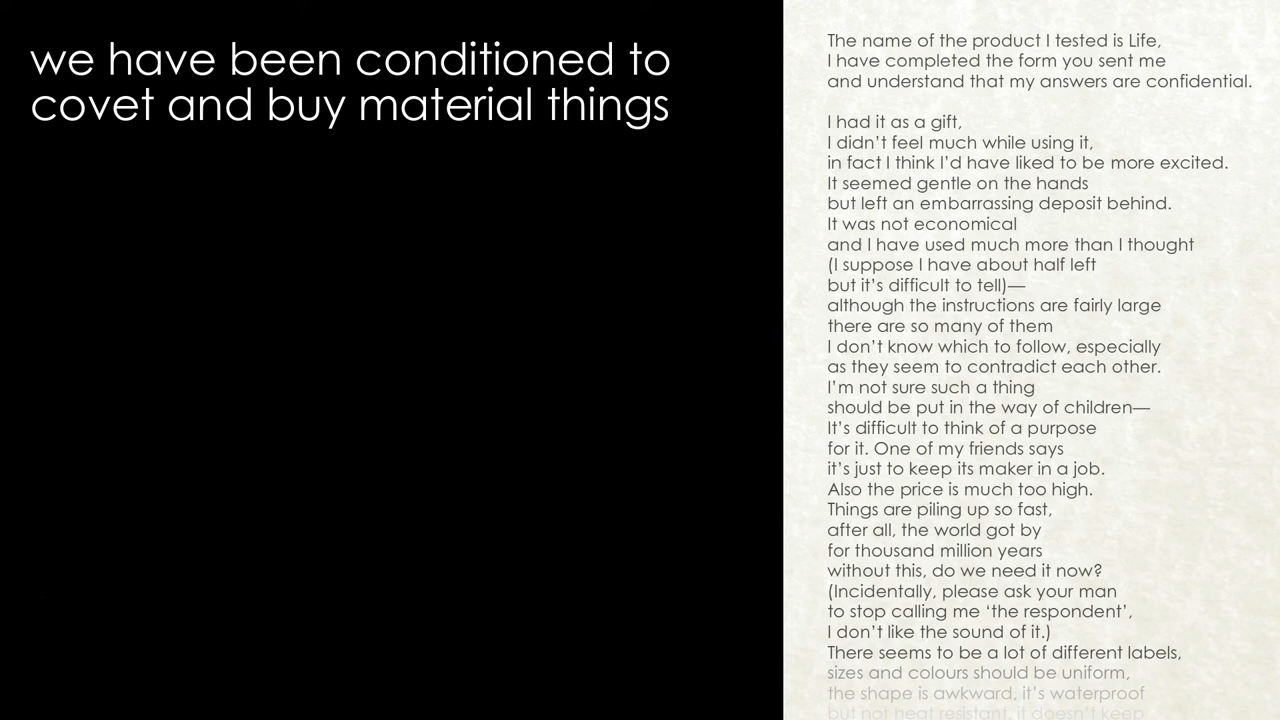 we have been conditioned to
covet and buy material things
The name of the product I tested is Life,
I have completed the form you sent me
and understand that my answers are confidential.
I had it as a gift,
I didn’t feel much while using it,
in fact I think I’d have liked to be more excited.
It seemed gentle on the hands
but left an embarrassing deposit behind.
It was not economical
and I have used much more than I thought
(I suppose I have about half left
but it’s difficult to tell)—
although the instructions are fairly large
there are so many of them
I don’t know which to follow, especially
as they seem to contradict each other.
I’m not sure such a thing
should be put in the way of children—
It’s difficult to think of a purpose
for it. One of my friends says
it’s just to keep its maker in a job.
Also the price is much too high.
Things are piling up so fast,
after all, the world got by
for thousand million years
without this, do we need it now?
(Incidentally, please ask your man
to stop calling me ‘the respondent’,
I don’t like the sound of it.)
There seems to be a lot of different labels,
sizes and colours should be uniform,
the shape is awkward, it’s waterproof
but not heat resistant, it doesn’t keep